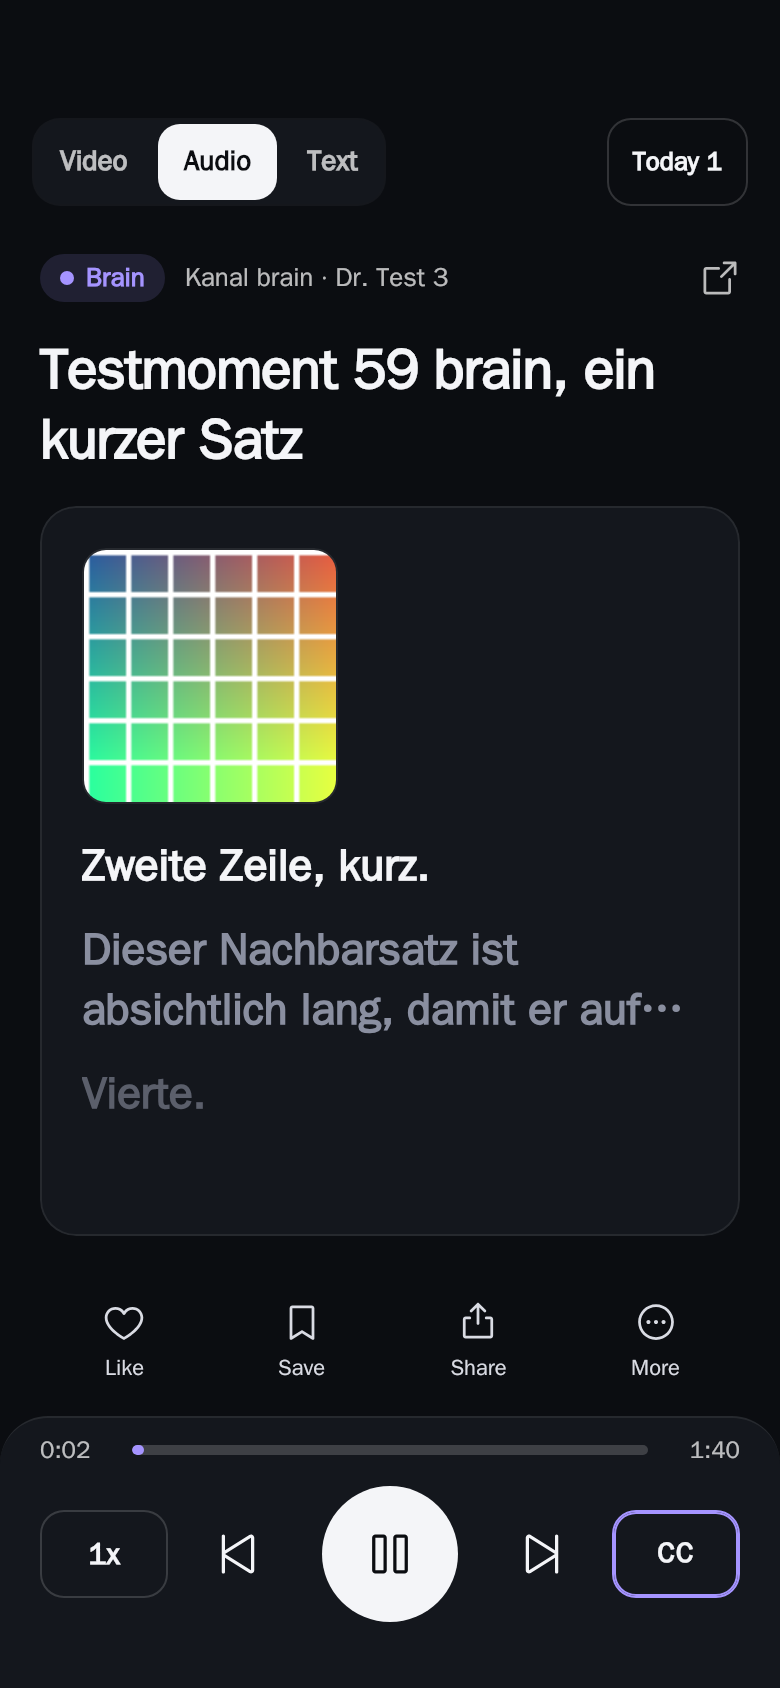 Video Audio Text Today 1
Brain Kanal brain · Dr. Test 3
Testmoment 59 brain, ein
kurzer Satz
Zweite Zeile, kurz.
Dieser Nachbarsatz ist
absichtlich lang, damit er auf···
Vierte.
Like Save Share More
0:02 1:40
1x CC